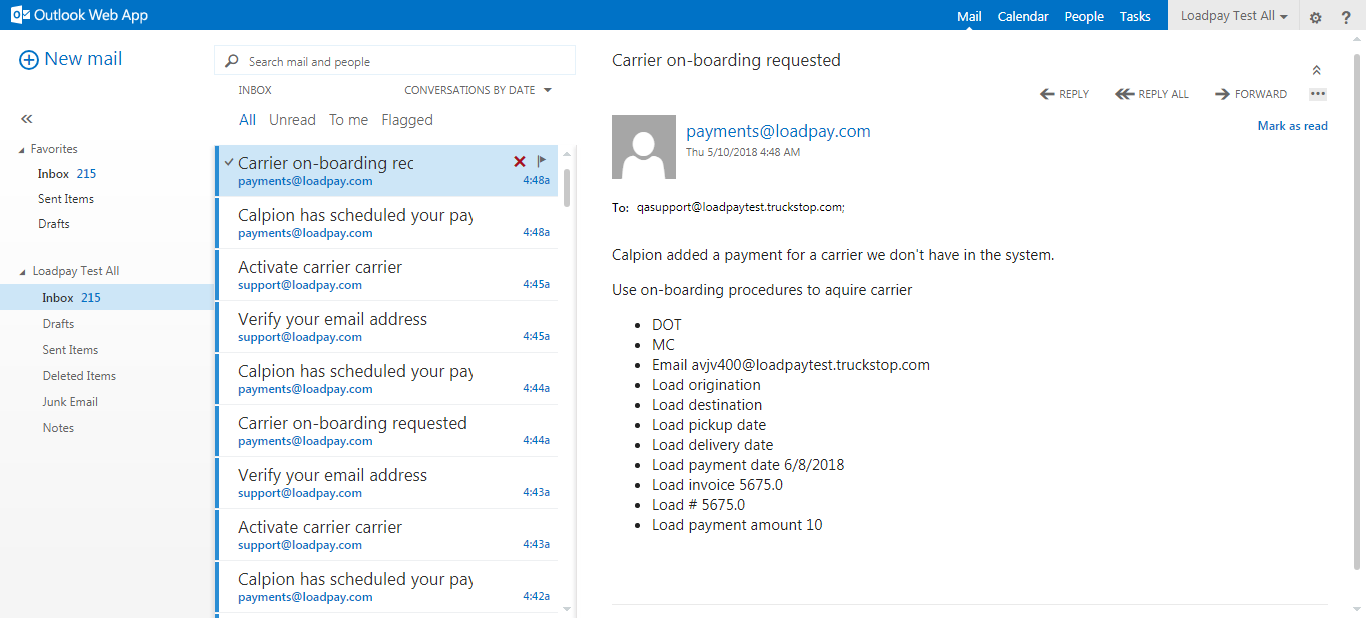 Outlook Web App
Mail Calendar People Tasks Loadpay Test All
?
New mail
Favorites
Inbox 215
Sent Items
Drafts
Loadpay Test All
Inbox 215
Drafts
Sent Items
Deleted Items
Junk Email
Notes
Search mail and people
INBOX CONVERSATIONS BY DATE
All Unread To me Flagged
Carrier on-boarding rec
payments@loadpay.com 4:48a
Calpion has scheduled your pay
payments@loadpay.com 4:48a
Activate carrier carrier
support@loadpay.com 4:45a
Verify your email address
support@loadpay.com 4:45a
Calpion has scheduled your pay
payments@loadpay.com 4:44a
Carrier on-boarding requested
payments@loadpay.com 4:44a
Verify your email address
support@loadpay.com 4:43a
Activate carrier carrier
support@loadpay.com 4:43a
Calpion has scheduled your pay
payments@loadpay.com 4:42a
Carrier on-boarding requested
REPLY REPLY ALL FORWARD
Mark as read
payments@loadpay.com
Thu 5/10/2018 4:48 AM
To: qasupport@loadpaytest.truckstop.com;
Calpion added a payment for a carrier we don't have in the system.
Use on-boarding procedures to aquire carrier
• DOT
• MC
• Email avjv400@loadpaytest.truckstop.com
• Load origination
• Load destination
• Load pickup date
• Load delivery date
• Load payment date 6/8/2018
• Load invoice 5675.0
• Load # 5675.0
• Load payment amount 10